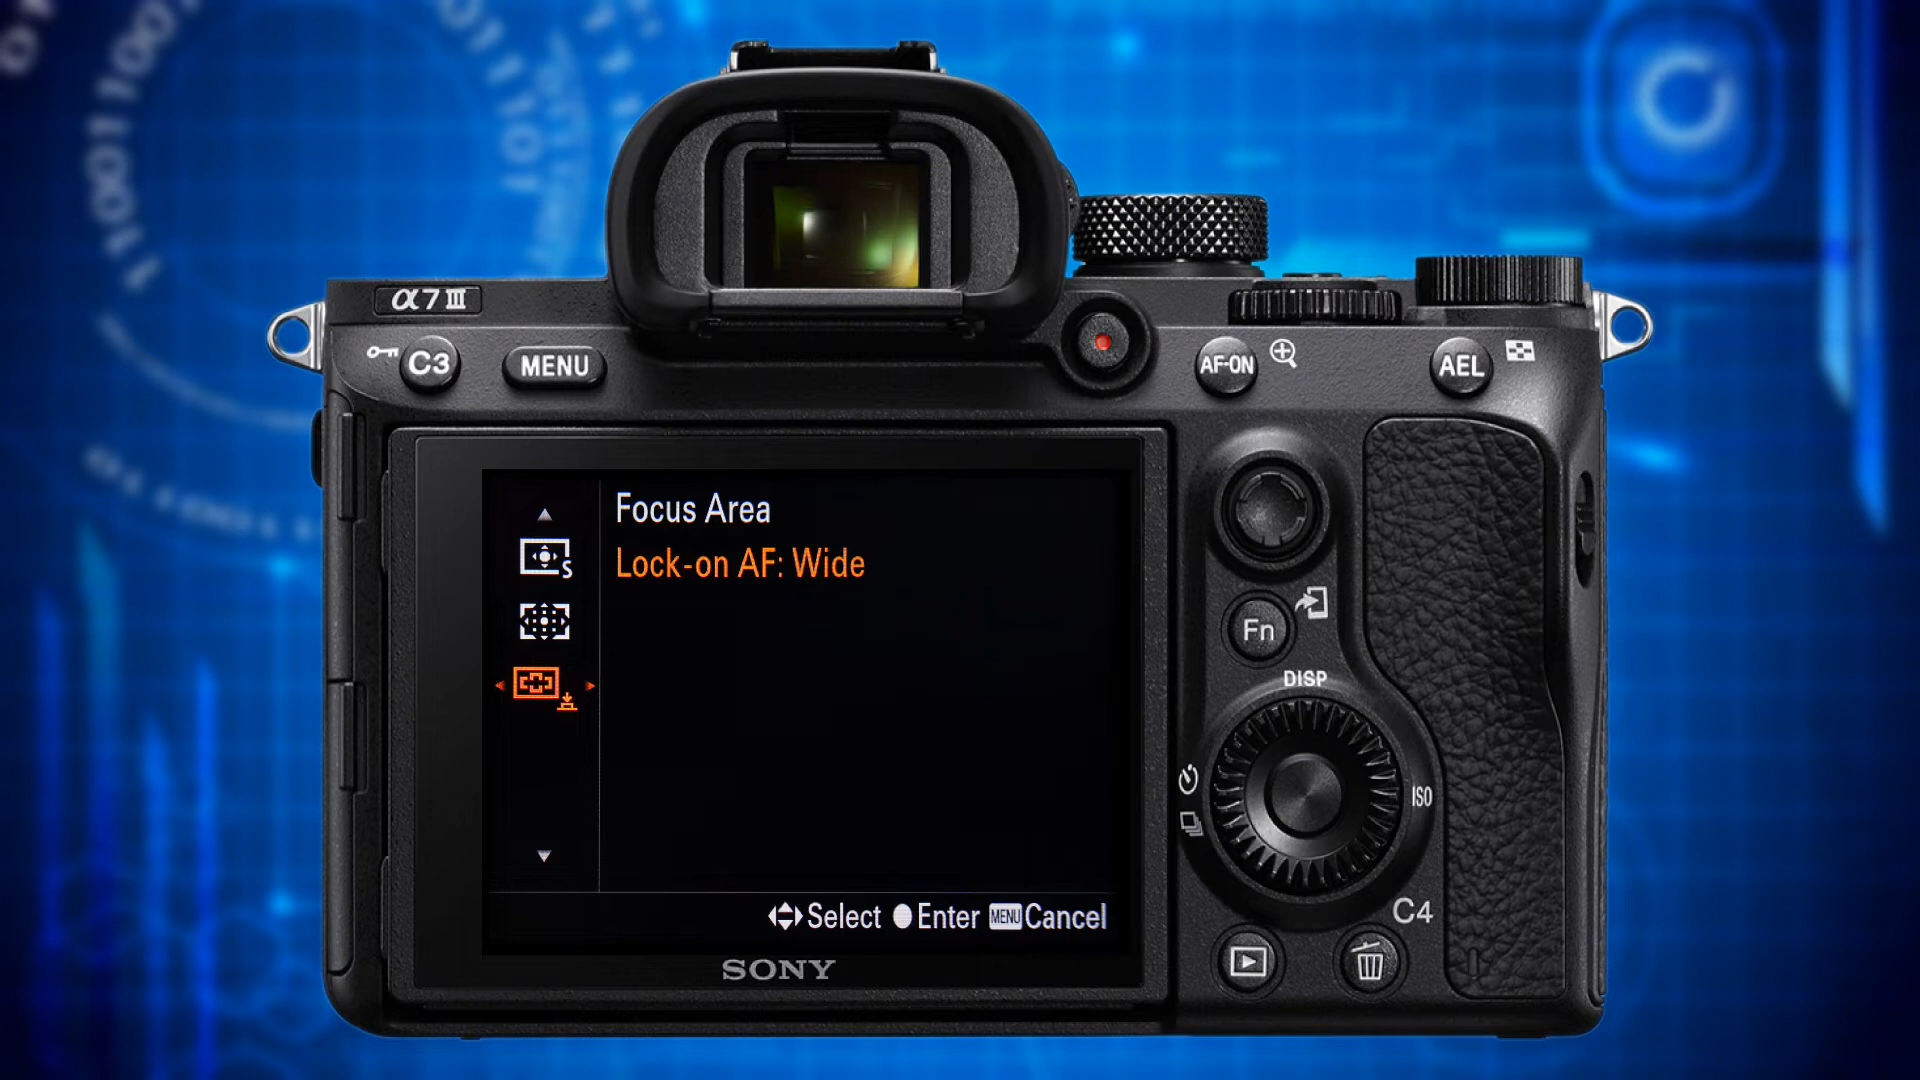 α7III
C3
MENU
AF-ON
AEL
Focus Area
Lock-on AF: Wide
S
Fn
DISP
ISO
Select Enter MENU Cancel
C4
SONY